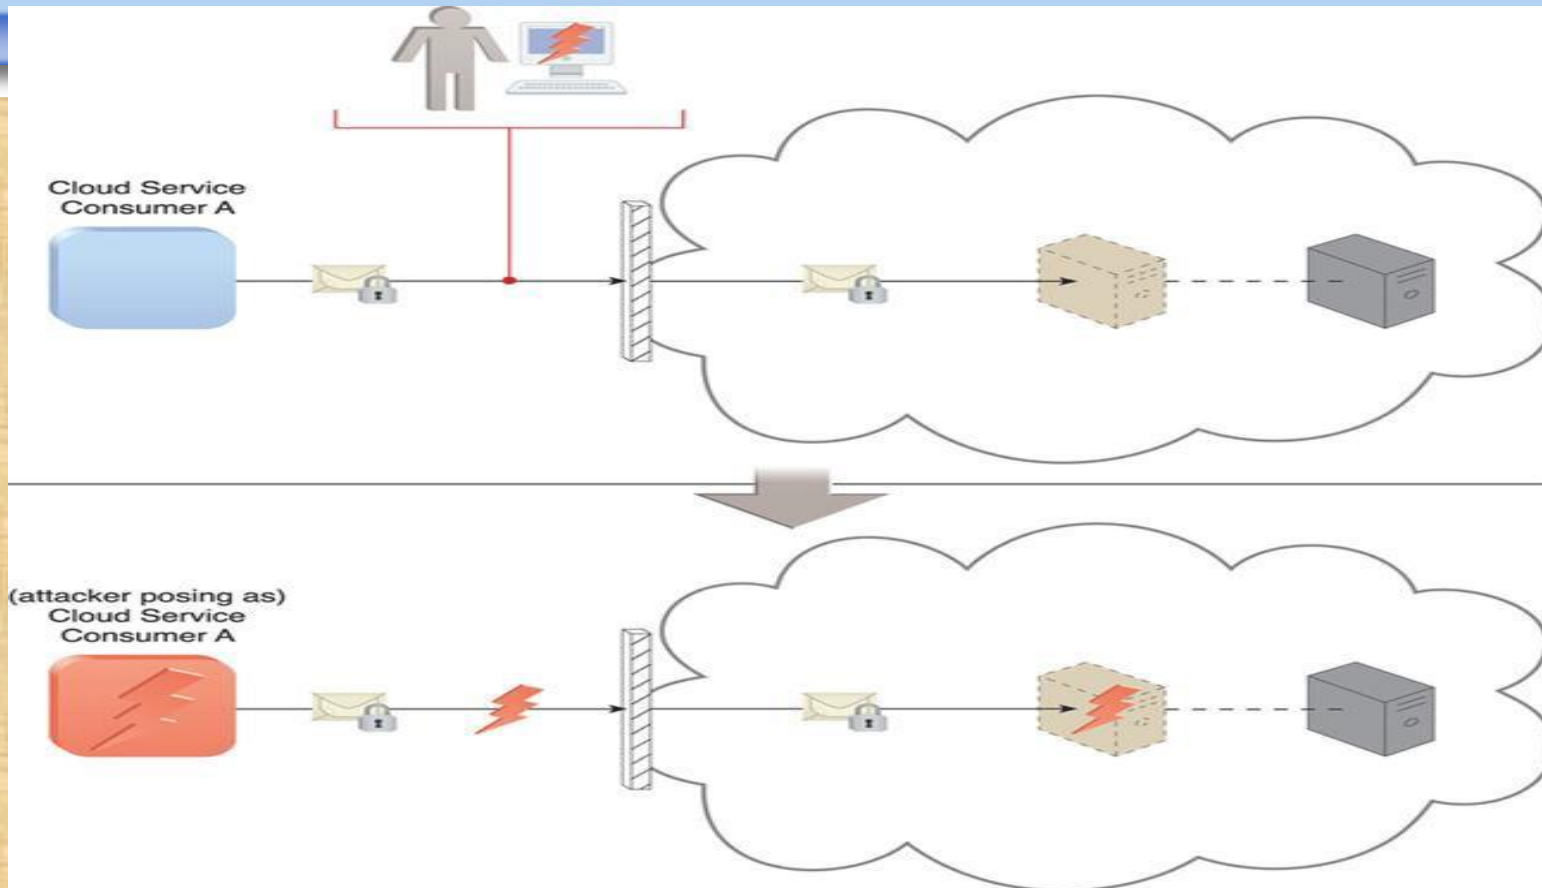 Cloud Service
Consumer A
(attacker posing as)
Cloud Service
Consumer A